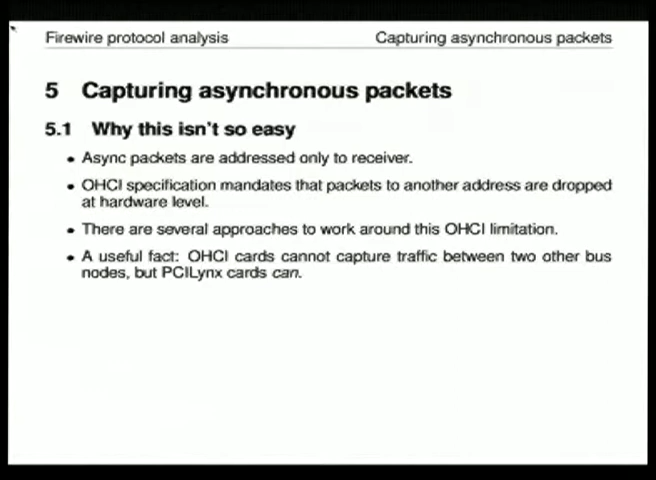 Firewire protocol analysis Capturing asynchronous packets
5 Capturing asynchronous packets
5.1 Why this isn't so easy
• Async packets are addressed only to receiver.
• OHCI specification mandates that packets to another address are dropped
at hardware level.
• There are several approaches to work around this OHCI limitation.
• A useful fact: OHCI cards cannot capture traffic between two other bus
nodes, but PCILynx cards can.